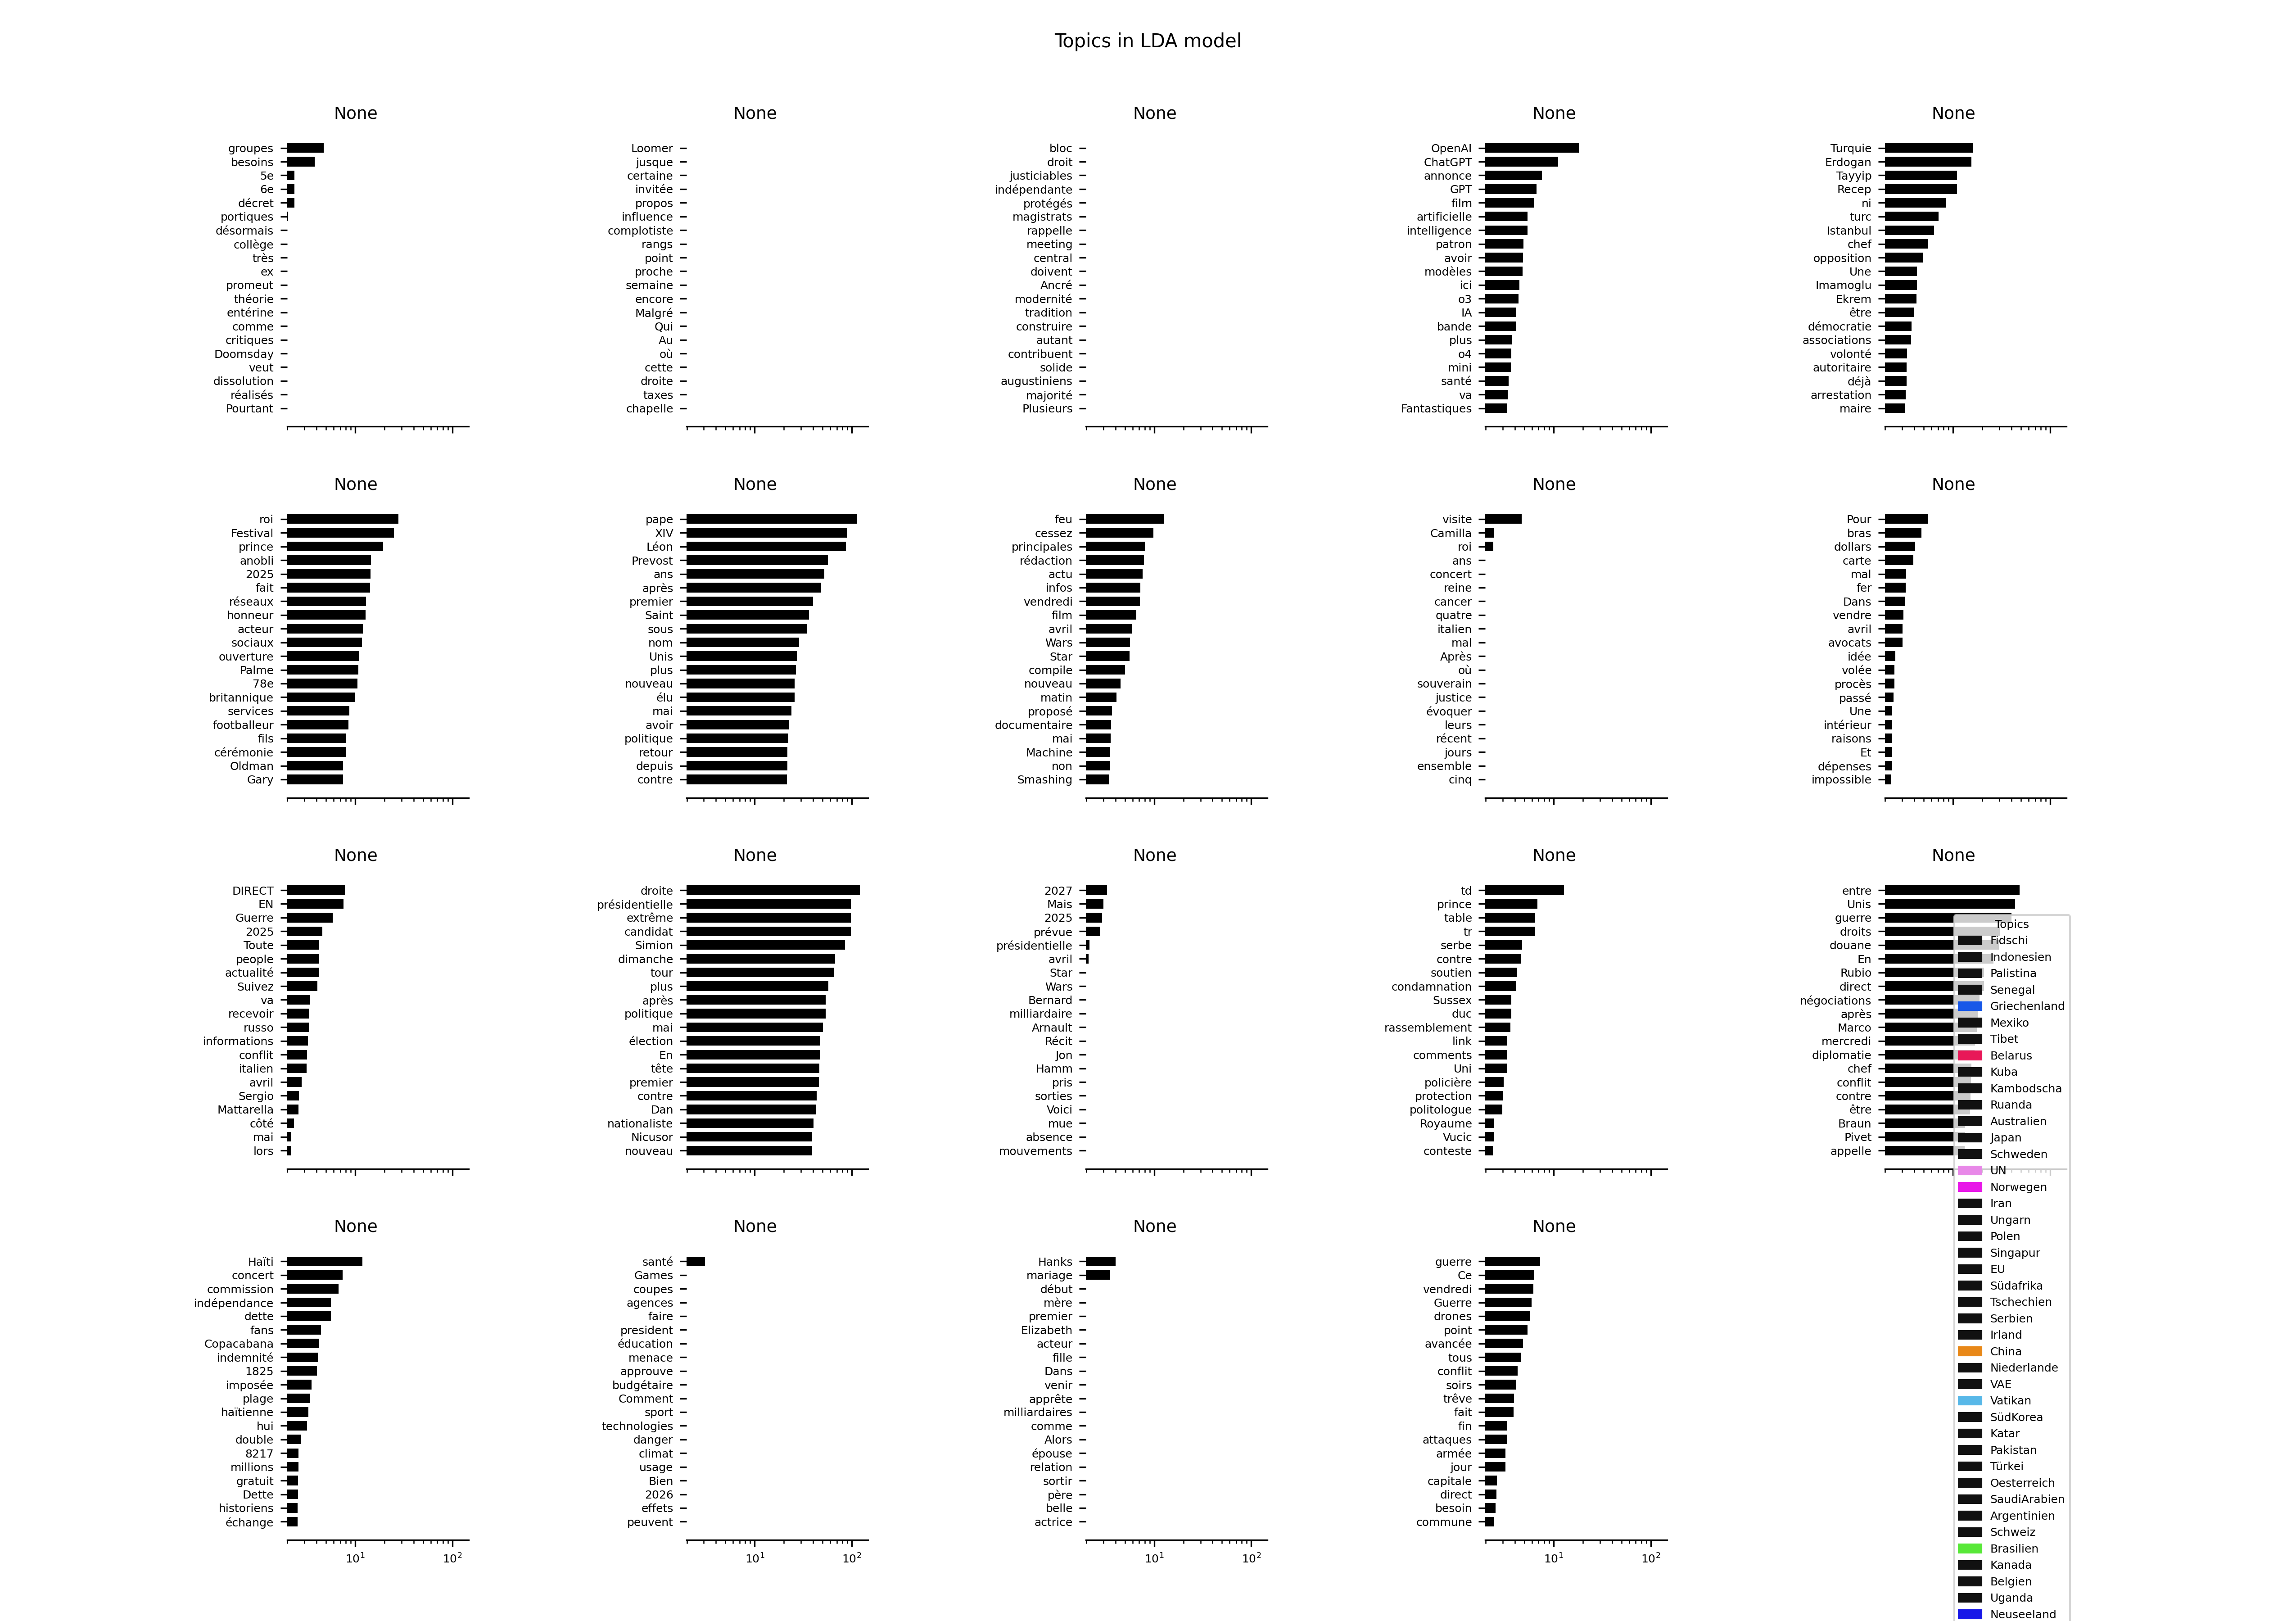 Topics in LDA model
None
groupes
besoins
5e
6e
décret
portiques
désormais
collège
très
ex
promeut
théorie
entérine
comme
critiques
Doomsday
veut
dissolution
réalisés
Pourtant
None
Loomer
jusque
certaine
invitée
propos
influence
complotiste
rangs
point
proche
semaine
encore
Malgré
Qui
Au
où
cette
droite
taxes
chapelle
None
bloc
droit
justiciables
indépendante
protégés
magistrats
rappelle
meeting
central
doivent
Ancré
modernité
tradition
construire
autant
contribuent
solide
augustiniens
majorité
Plusieurs
None
OpenAI
ChatGPT
annonce
GPT
film
artificielle
intelligence
patron
avoir
modèles
ici
o3
IA
bande
plus
o4
mini
santé
va
Fantastiques
None
Turquie
Erdogan
Tayyip
Recep
ni
turc
Istanbul
chef
opposition
Une
Imamoglu
Ekrem
être
démocratie
associations
volonté
autoritaire
déjà
arrestation
maire
None
roi
Festival
prince
anobli
2025
fait
réseaux
honneur
acteur
sociaux
ouverture
Palme
78e
britannique
services
footballeur
fils
cérémonie
Oldman
Gary
None
pape
XIV
Léon
Prevost
ans
après
premier
Saint
sous
nom
Unis
plus
nouveau
élu
mai
avoir
politique
retour
depuis
contre
None
feu
cessez
principales
rédaction
actu
infos
vendredi
film
avril
Wars
Star
compile
nouveau
matin
proposé
documentaire
mai
Machine
non
Smashing
None
visite
Camilla
roi
ans
concert
reine
cancer
quatre
italien
mal
Après
où
souverain
justice
évoquer
leurs
récent
jours
ensemble
cinq
None
Pour
bras
dollars
carte
mal
fer
Dans
vendre
avril
avocats
idée
volée
procès
passé
Une
intérieur
raisons
Et
dépenses
impossible
None
DIRECT
EN
Guerre
2025
Toute
people
actualité
Suivez
va
recevoir
russo
informations
conflit
italien
avril
Sergio
Mattarella
côté
mai
lors
None
droite
présidentielle
extrême
candidat
Simion
dimanche
tour
plus
après
politique
mai
élection
En
tête
premier
contre
Dan
nationaliste
Nicusor
nouveau
None
2027
Mais
2025
prévue
présidentielle
avril
Star
Wars
Bernard
milliardaire
Arnault
Récit
Jon
Hamm
pris
sorties
Voici
mue
absence
mouvements
None
td
prince
table
tr
serbe
contre
soutien
condamnation
Sussex
duc
rassemblement
link
comments
Uni
policière
protection
politologue
Royaume
Vucic
conteste
None
entre
Unis
guerre
droits
douane
En
Rubio
direct
négociations
après
Marco
mercredi
diplomatie
chef
conflit
contre
être
Braun
Pivet
appelle
None
Haïti
concert
commission
indépendance
dette
fans
Copacabana
indemnité
1825
imposée
plage
haïtienne
hui
double
8217
millions
gratuit
Dette
historiens
échange
10¹ 10²
None
santé
Games
coupes
agences
faire
president
éducation
menace
approuve
budgétaire
Comment
sport
technologies
danger
climat
usage
Bien
2026
effets
peuvent
10¹ 10²
None
Hanks
mariage
début
mère
premier
Elizabeth
acteur
fille
Dans
venir
apprête
milliardaires
comme
Alors
épouse
relation
sortir
père
belle
actrice
10¹ 10²
None
guerre
Ce
vendredi
Guerre
drones
point
avancée
tous
conflit
soirs
trêve
fait
fin
attaques
armée
jour
capitale
direct
besoin
commune
10¹ 10²
Topics
Fidschi
Indonesien
Palistina
Senegal
Griechenland
Mexiko
Tibet
Belarus
Kuba
Kambodscha
Ruanda
Australien
Japan
Schweden
UN
Norwegen
Iran
Ungarn
Polen
Singapur
EU
Südafrika
Tschechien
Serbien
Irland
China
Niederlande
VAE
Vatikan
SüdKorea
Katar
Pakistan
Türkei
Oesterreich
SaudiArabien
Argentinien
Schweiz
Brasilien
Kanada
Belgien
Uganda
Neuseeland